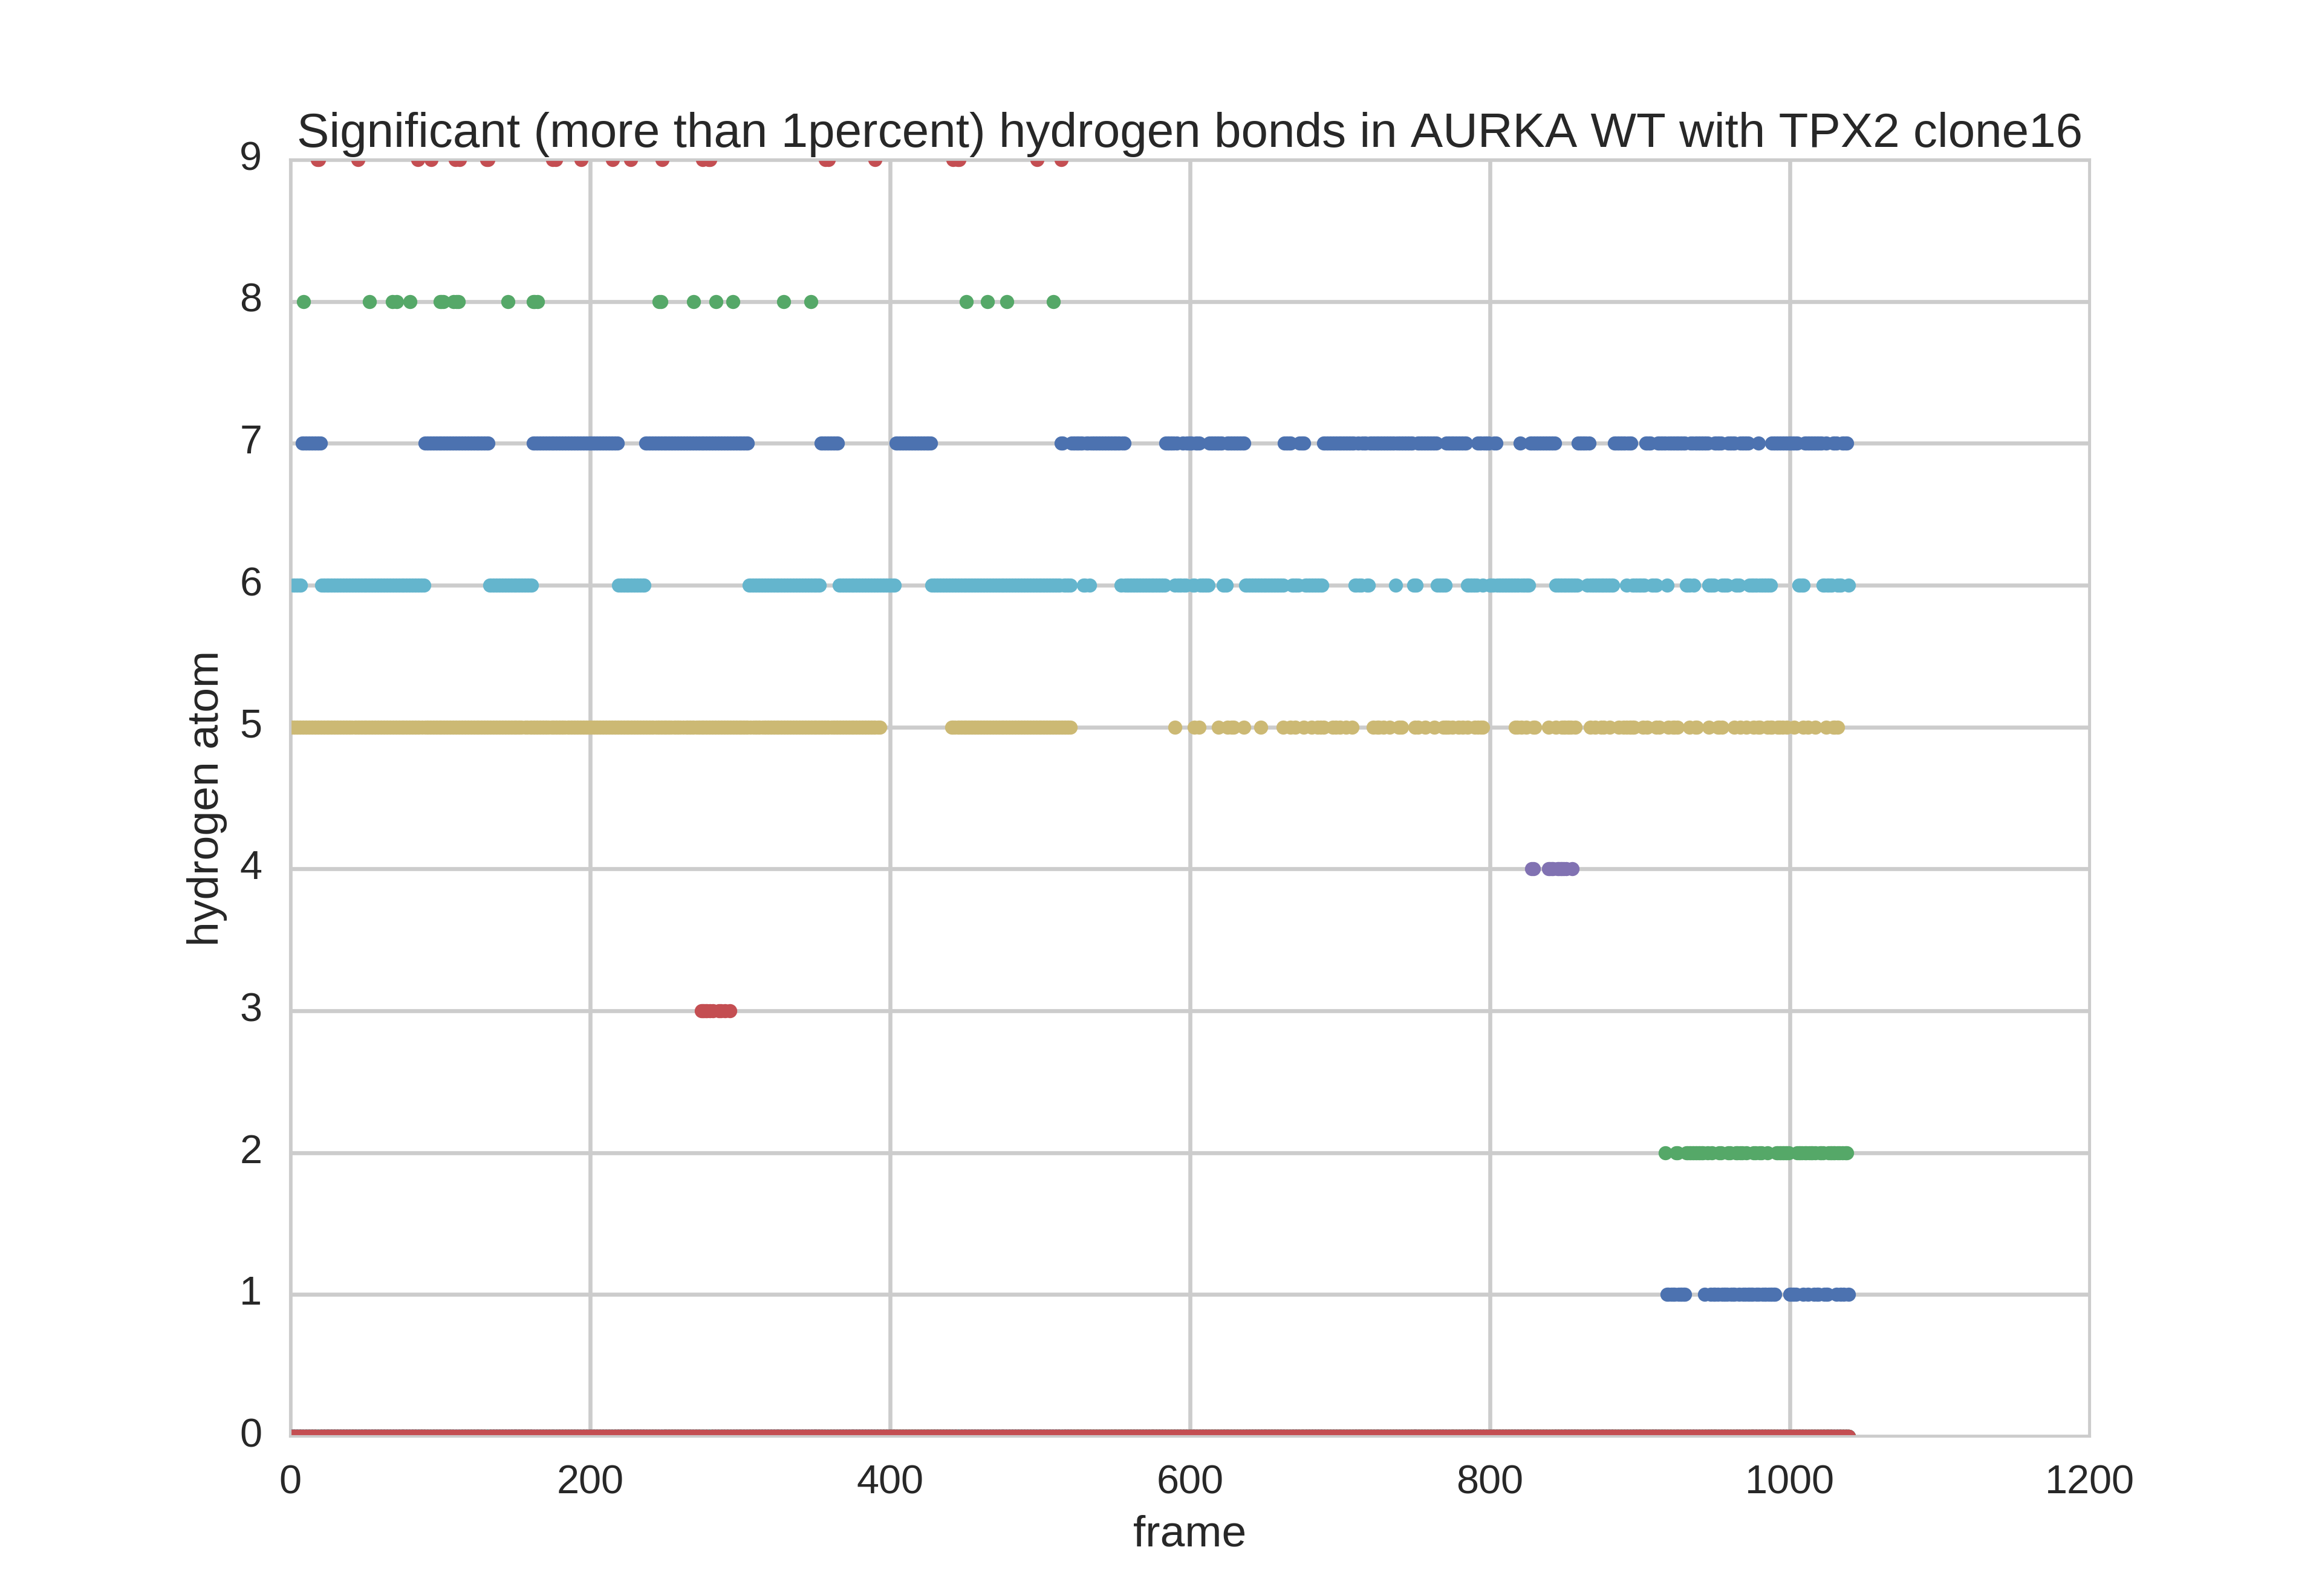 Significant (more than 1percent) hydrogen bonds in AURKA WT with TPX2 clone16
9
8
7
6
5
4
3
2
1
0
hydrogen atom
0 200 400 600 800 1000 1200
frame